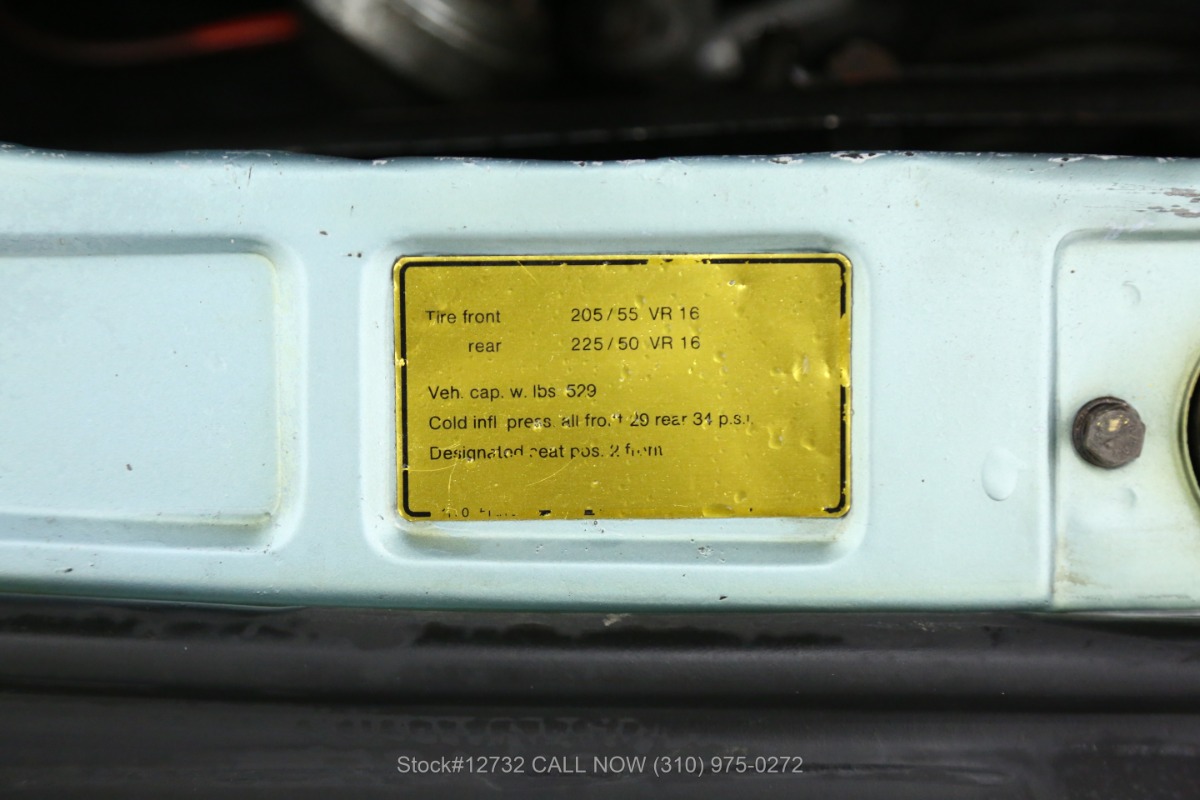 Tire front 205/55 VR 16
rear 225/50 VR 16
Veh. cap. w. lbs 529
Cold infl. press. all front 29 rear 34 p.s.i.
Designated seat pos. 2 front
Stock#12732 CALL NOW (310) 975-0272